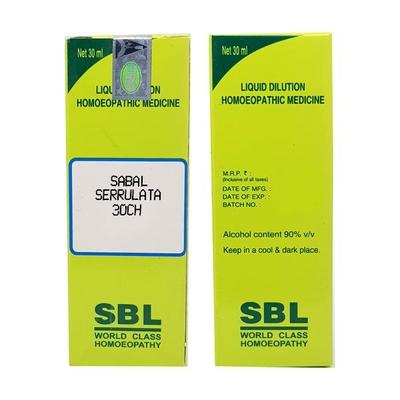 Net 30 ml
LIQUID DILUTION
HOMOEOPATHIC MEDICINE
SABAL
SERRULATA
30CH
SBL
WORLD CLASS
HOMOEOPATHY
Net 30 ml
LIQUID DILUTION
HOMOEOPATHIC MEDICINE
M.R.P. ₹ :
(Inclusive of all taxes)
DATE OF MFG. :
DATE OF EXP. :
BATCH NO. :
Alcohol content 90% v/v
Keep in a cool & dark place.
SBL
WORLD CLASS
HOMOEOPATHY